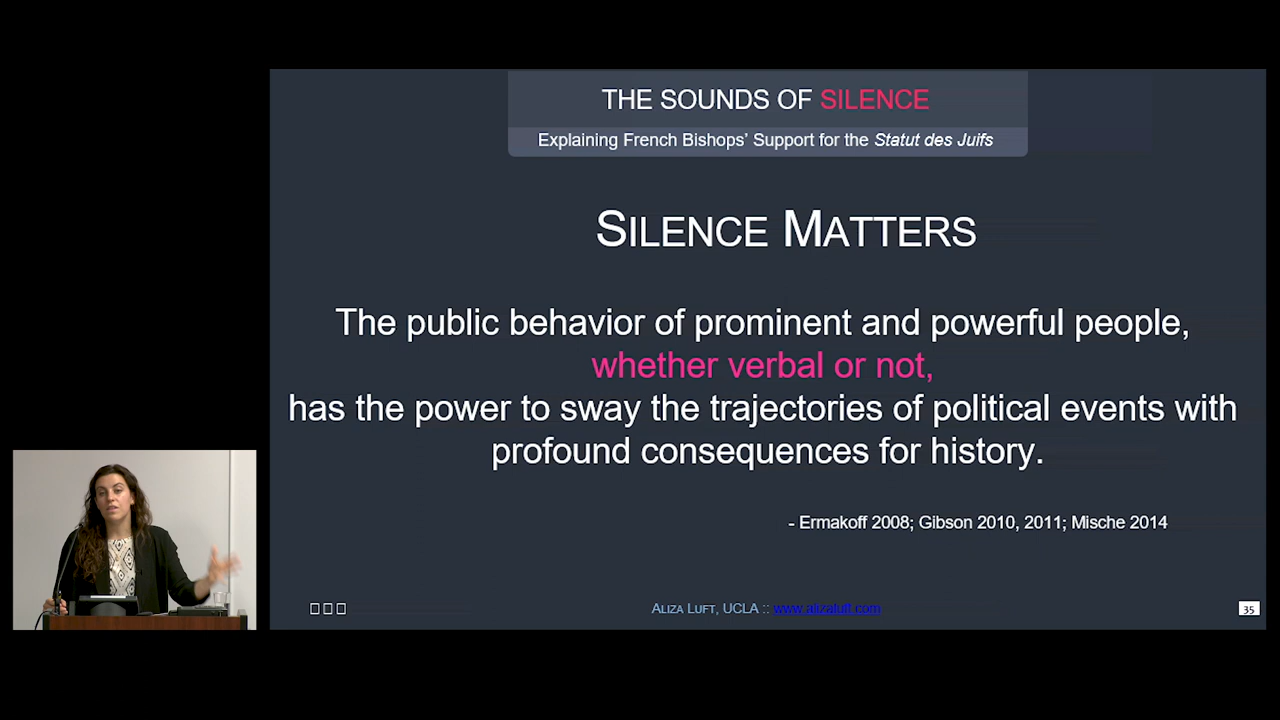 THE SOUNDS OF SILENCE
Explaining French Bishops' Support for the Statut des Juifs
SILENCE MATTERS
The public behavior of prominent and powerful people,
whether verbal or not,
has the power to sway the trajectories of political events with
profound consequences for history.
- Ermakoff 2008; Gibson 2010, 2011; Mische 2014
ALIZA LUFT, UCLA :: www.alizaluft.com
35